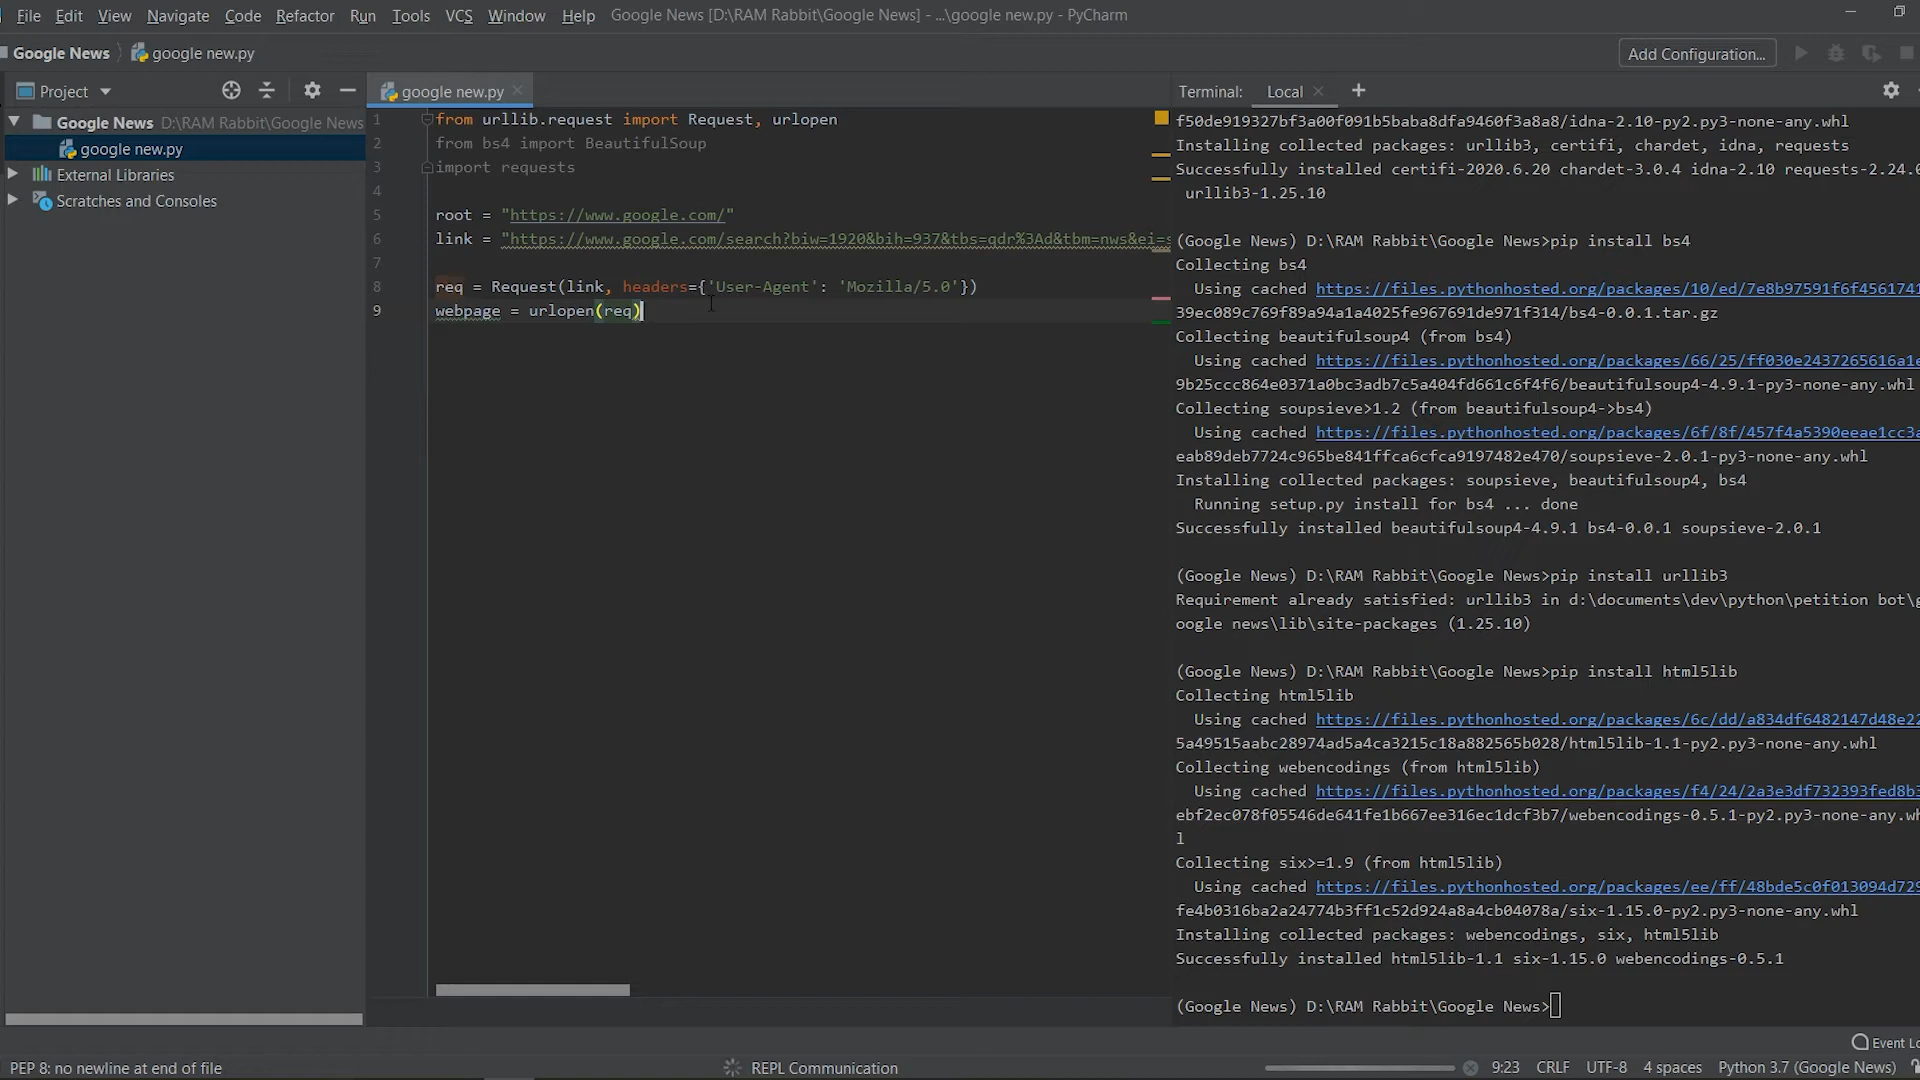 File Edit View Navigate Code Refactor Run Tools VCS Window Help Google News [D:\RAM Rabbit\Google News] - ...\google new.py - PyCharm
Google News google new.py
Add Configuration...
Project
google new.py
Terminal: Local
Google News D:\RAM Rabbit\Google News
google new.py
External Libraries
Scratches and Consoles
1 from urllib.request import Request, urlopen
2 from bs4 import BeautifulSoup
3 import requests
4
5 root = "https://www.google.com/"
6 link = "https://www.google.com/search?biw=1920&bih=937&tbs=qdr%3Ad&tbm=nws&ei=s
7
8 req = Request(link, headers={'User-Agent': 'Mozilla/5.0'})
9 webpage = urlopen(req)
f50de919327bf3a00f091b5baba8dfa9460f3a8a8/idna-2.10-py2.py3-none-any.whl
Installing collected packages: urllib3, certifi, chardet, idna, requests
Successfully installed certifi-2020.6.20 chardet-3.0.4 idna-2.10 requests-2.24.0
urllib3-1.25.10
(Google News) D:\RAM Rabbit\Google News>pip install bs4
Collecting bs4
Using cached https://files.pythonhosted.org/packages/10/ed/7e8b97591f6f4561741
39ec089c769f89a94a1a4025fe967691de971f314/bs4-0.0.1.tar.gz
Collecting beautifulsoup4 (from bs4)
Using cached https://files.pythonhosted.org/packages/66/25/ff030e2437265616a1e
9b25ccc864e0371a0bc3adb7c5a404fd661c6f4f6/beautifulsoup4-4.9.1-py3-none-any.whl
Collecting soupsieve>1.2 (from beautifulsoup4->bs4)
Using cached https://files.pythonhosted.org/packages/6f/8f/457f4a5390eeae1cc3a
eab89deb7724c965be841ffca6cfca9197482e470/soupsieve-2.0.1-py3-none-any.whl
Installing collected packages: soupsieve, beautifulsoup4, bs4
Running setup.py install for bs4 ... done
Successfully installed beautifulsoup4-4.9.1 bs4-0.0.1 soupsieve-2.0.1
(Google News) D:\RAM Rabbit\Google News>pip install urllib3
Requirement already satisfied: urllib3 in d:\documents\dev\python\petition bot\g
oogle news\lib\site-packages (1.25.10)
(Google News) D:\RAM Rabbit\Google News>pip install html5lib
Collecting html5lib
Using cached https://files.pythonhosted.org/packages/6c/dd/a834df6482147d48e22
5a49515aabc28974ad5a4ca3215c18a882565b028/html5lib-1.1-py2.py3-none-any.whl
Collecting webencodings (from html5lib)
Using cached https://files.pythonhosted.org/packages/f4/24/2a3e3df732393fed8b3
ebf2ec078f05546de641fe1b667ee316ec1dcf3b7/webencodings-0.5.1-py2.py3-none-any.wh
l
Collecting six>=1.9 (from html5lib)
Using cached https://files.pythonhosted.org/packages/ee/ff/48bde5c0f013094d729
fe4b0316ba2a24774b3ff1c52d924a8a4cb04078a/six-1.15.0-py2.py3-none-any.whl
Installing collected packages: webencodings, six, html5lib
Successfully installed html5lib-1.1 six-1.15.0 webencodings-0.5.1
(Google News) D:\RAM Rabbit\Google News>
Event Lo
PEP 8: no newline at end of file REPL Communication 9:23 CRLF UTF-8 4 spaces Python 3.7 (Google News)